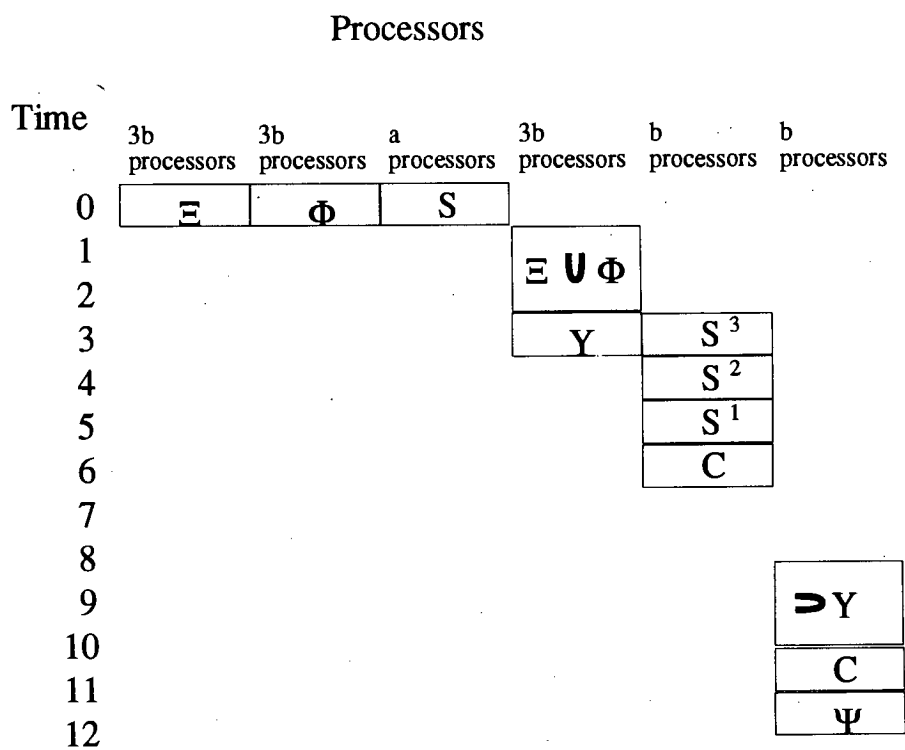 Processors
Time
3b processors
3b processors
a processors
3b processors
b processors
b processors
0 Ξ Φ S
1
Ξ ∪ Φ
2
3 Y S³
4 S²
5 S¹
6 C
7
8
9 ⊃ Y
10
C
11
Ψ
12